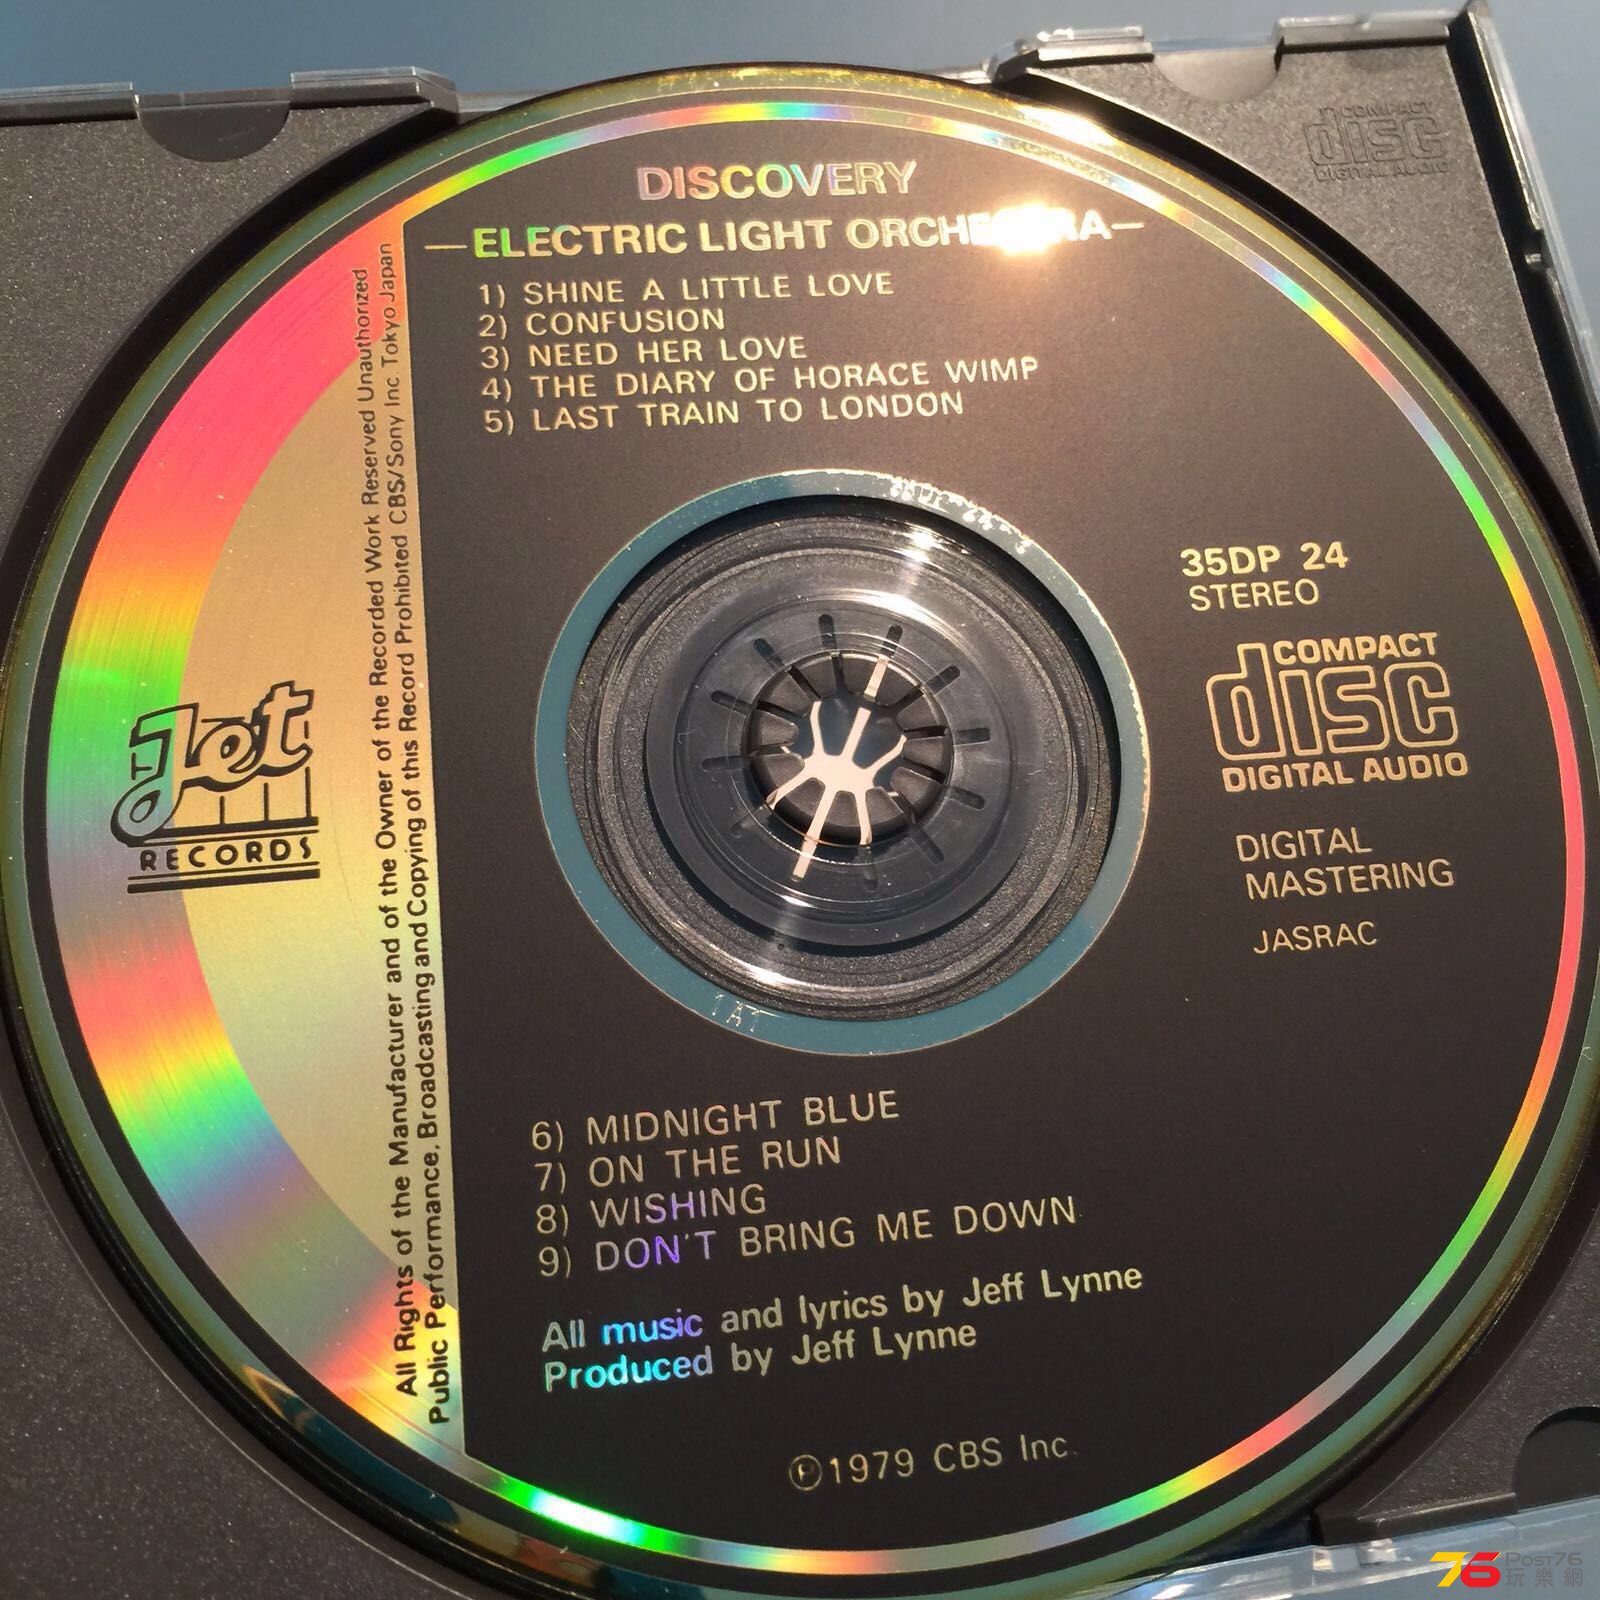 DISCOVERY
—ELECTRIC LIGHT ORCHESTRA—
1) SHINE A LITTLE LOVE
2) CONFUSION
3) NEED HER LOVE
4) THE DIARY OF HORACE WIMP
5) LAST TRAIN TO LONDON
35DP 24
STEREO
COMPACT
disc
DIGITAL AUDIO
DIGITAL
MASTERING
JASRAC
6) MIDNIGHT BLUE
7) ON THE RUN
8) WISHING
9) DON'T BRING ME DOWN
All music and lyrics by Jeff Lynne
Produced by Jeff Lynne
Ⓟ1979 CBS Inc.
Jet
RECORDS
All Rights of the Manufacturer and of the Owner of the Recorded Work Reserved Unauthorized
Public Performance, Broadcasting and Copying of this Record Prohibited CBS/Sony Inc. Tokyo Japan
1 A1
COMPACT
disc
DIGITAL AUDIO
76 Post76
玩樂網